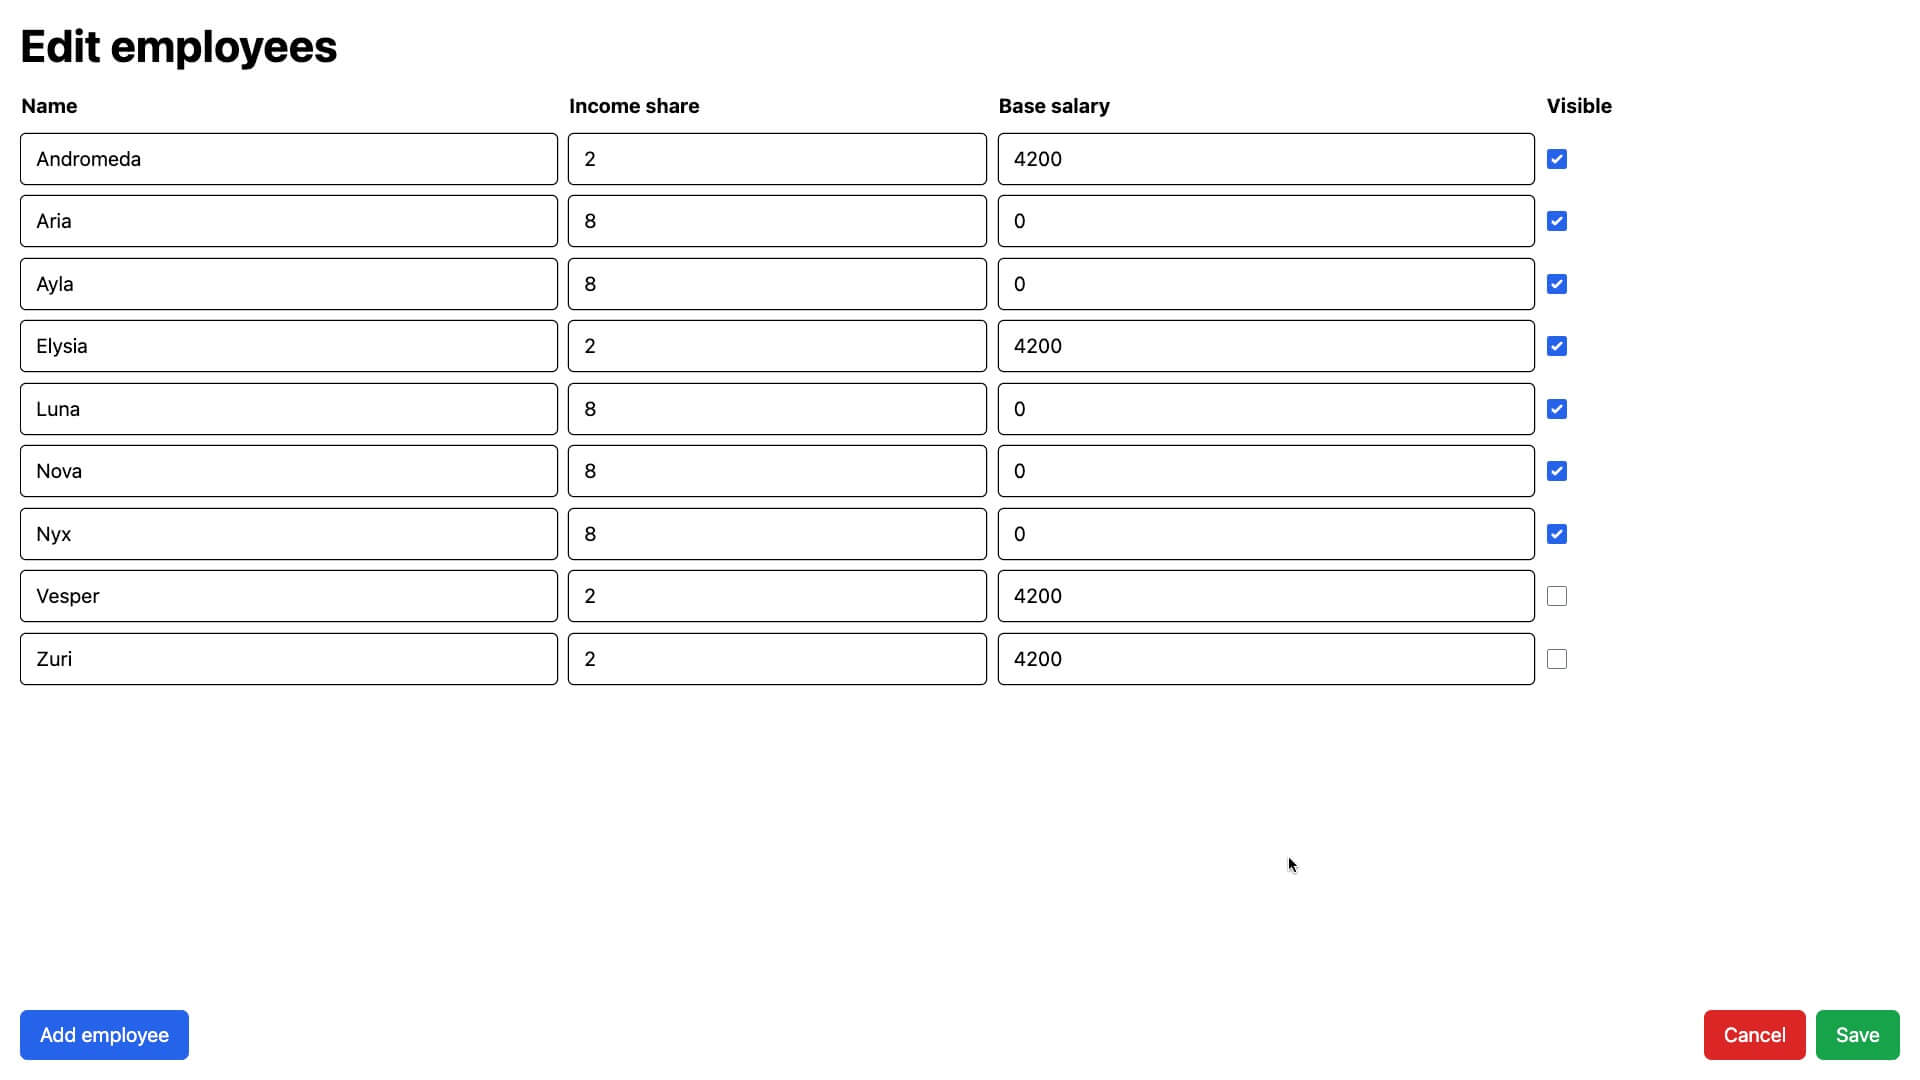 Edit employees
Name Income share Base salary Visible
Andromeda 2 4200
Aria 8 0
Ayla 8 0
Elysia 2 4200
Luna 8 0
Nova 8 0
Nyx 8 0
Vesper 2 4200
Zuri 2 4200
Add employee Cancel Save